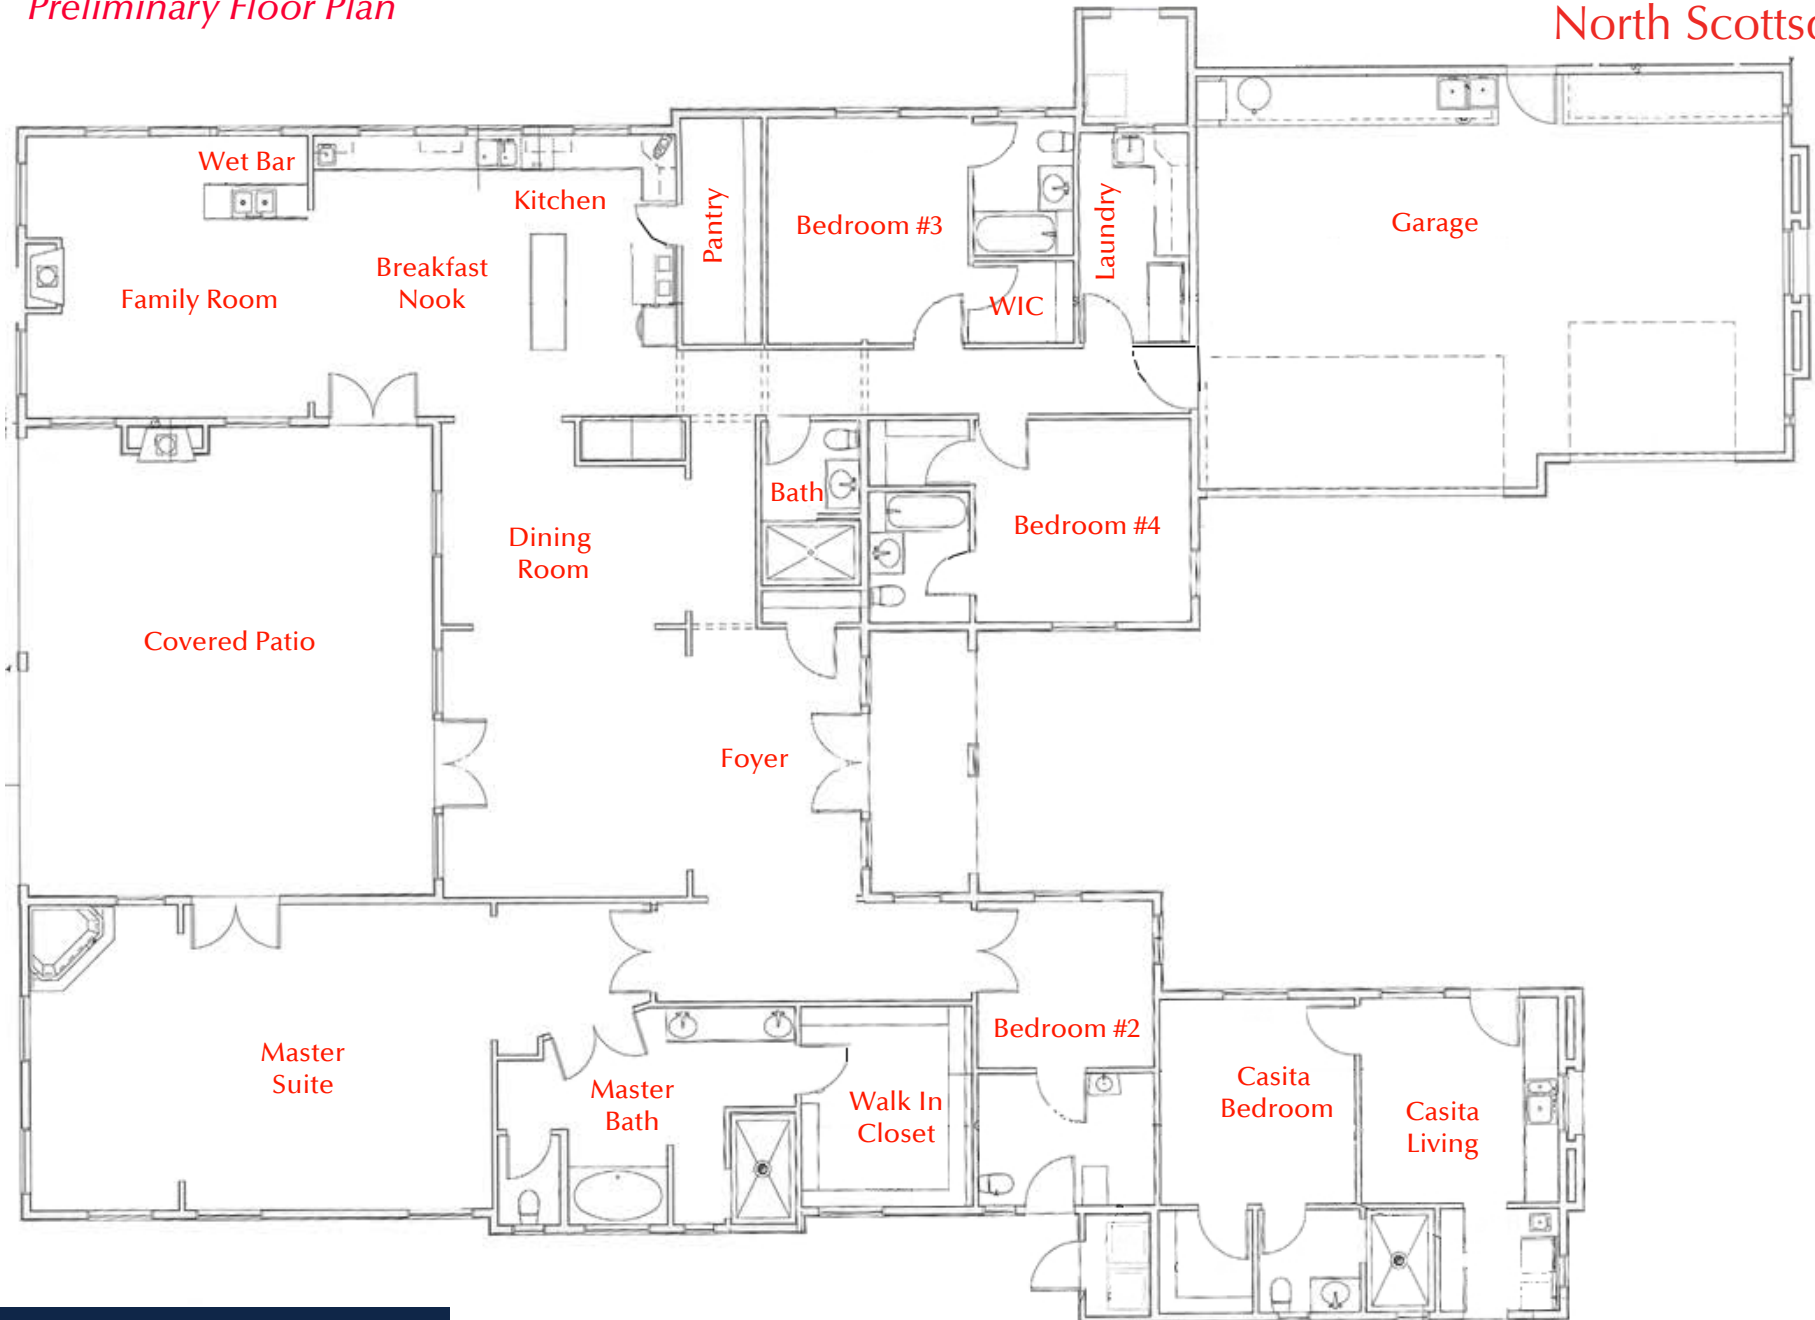 Preliminary Floor Plan
North Scottsd
Wet Bar
Kitchen
Pantry
Bedroom #3
Laundry
Garage
Breakfast
Nook
Family Room
WIC
Bath
Bedroom #4
Dining
Room
Covered Patio
Foyer
Bedroom #2
Master
Suite
Master
Bath
Walk In
Closet
Casita
Bedroom
Casita
Living